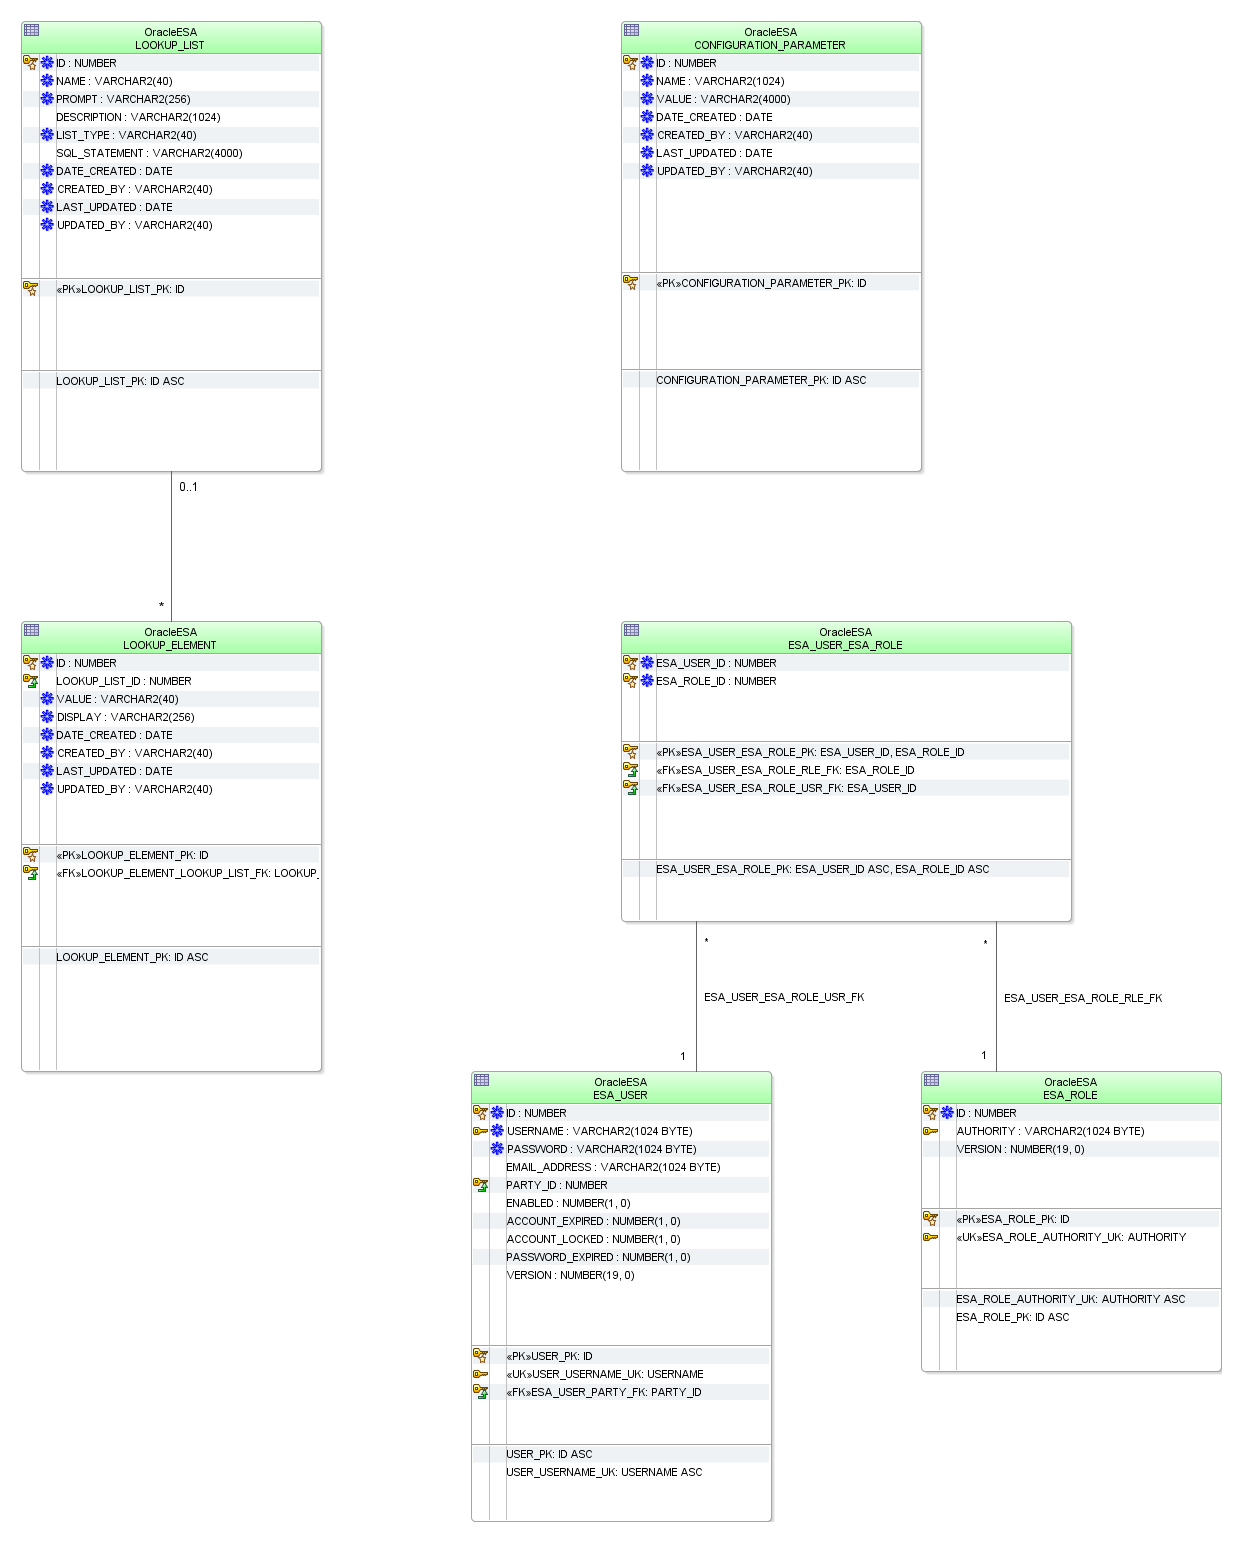 OracleESA
LOOKUP_LIST
ID : NUMBER
NAME : VARCHAR2(40)
PROMPT : VARCHAR2(256)
DESCRIPTION : VARCHAR2(1024)
LIST_TYPE : VARCHAR2(40)
SQL_STATEMENT : VARCHAR2(4000)
DATE_CREATED : DATE
CREATED_BY : VARCHAR2(40)
LAST_UPDATED : DATE
UPDATED_BY : VARCHAR2(40)
«PK»LOOKUP_LIST_PK: ID
LOOKUP_LIST_PK: ID ASC
OracleESA
CONFIGURATION_PARAMETER
ID : NUMBER
NAME : VARCHAR2(1024)
VALUE : VARCHAR2(4000)
DATE_CREATED : DATE
CREATED_BY : VARCHAR2(40)
LAST_UPDATED : DATE
UPDATED_BY : VARCHAR2(40)
«PK»CONFIGURATION_PARAMETER_PK: ID
CONFIGURATION_PARAMETER_PK: ID ASC
0..1
*
OracleESA
LOOKUP_ELEMENT
ID : NUMBER
LOOKUP_LIST_ID : NUMBER
VALUE : VARCHAR2(40)
DISPLAY : VARCHAR2(256)
DATE_CREATED : DATE
CREATED_BY : VARCHAR2(40)
LAST_UPDATED : DATE
UPDATED_BY : VARCHAR2(40)
«PK»LOOKUP_ELEMENT_PK: ID
«FK»LOOKUP_ELEMENT_LOOKUP_LIST_FK: LOOKUP_
LOOKUP_ELEMENT_PK: ID ASC
OracleESA
ESA_USER_ESA_ROLE
ESA_USER_ID : NUMBER
ESA_ROLE_ID : NUMBER
«PK»ESA_USER_ESA_ROLE_PK: ESA_USER_ID, ESA_ROLE_ID
«FK»ESA_USER_ESA_ROLE_RLE_FK: ESA_ROLE_ID
«FK»ESA_USER_ESA_ROLE_USR_FK: ESA_USER_ID
ESA_USER_ESA_ROLE_PK: ESA_USER_ID ASC, ESA_ROLE_ID ASC
*
ESA_USER_ESA_ROLE_USR_FK
1
*
ESA_USER_ESA_ROLE_RLE_FK
1
OracleESA
ESA_USER
ID : NUMBER
USERNAME : VARCHAR2(1024 BYTE)
PASSWORD : VARCHAR2(1024 BYTE)
EMAIL_ADDRESS : VARCHAR2(1024 BYTE)
PARTY_ID : NUMBER
ENABLED : NUMBER(1, 0)
ACCOUNT_EXPIRED : NUMBER(1, 0)
ACCOUNT_LOCKED : NUMBER(1, 0)
PASSWORD_EXPIRED : NUMBER(1, 0)
VERSION : NUMBER(19, 0)
«PK»USER_PK: ID
«UK»USER_USERNAME_UK: USERNAME
«FK»ESA_USER_PARTY_FK: PARTY_ID
USER_PK: ID ASC
USER_USERNAME_UK: USERNAME ASC
OracleESA
ESA_ROLE
ID : NUMBER
AUTHORITY : VARCHAR2(1024 BYTE)
VERSION : NUMBER(19, 0)
«PK»ESA_ROLE_PK: ID
«UK»ESA_ROLE_AUTHORITY_UK: AUTHORITY
ESA_ROLE_AUTHORITY_UK: AUTHORITY ASC
ESA_ROLE_PK: ID ASC